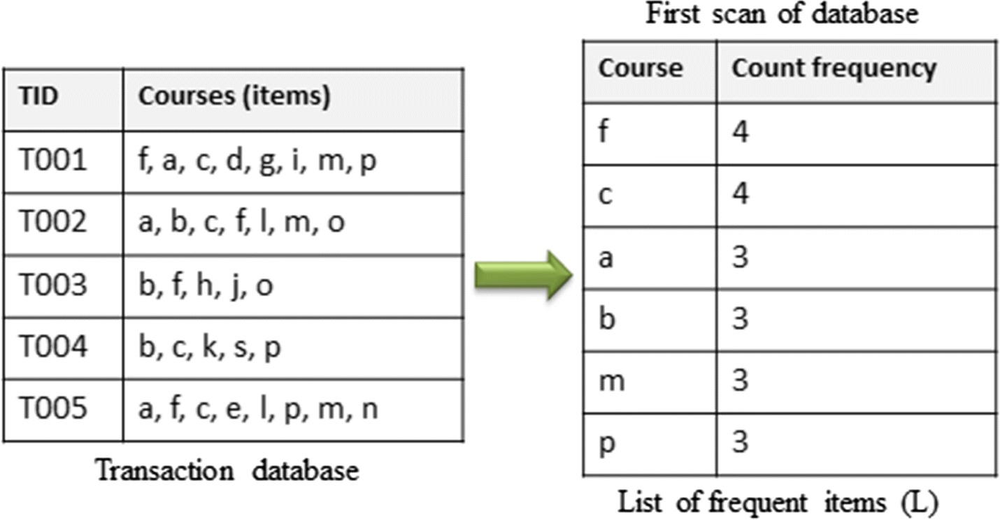 First scan of database
TID Courses (items)
T001 f, a, c, d, g, i, m, p
T002 a, b, c, f, l, m, o
T003 b, f, h, j, o
T004 b, c, k, s, p
T005 a, f, c, e, l, p, m, n
Transaction database
Course Count frequency
f 4
c 4
a 3
b 3
m 3
p 3
List of frequent items (L)